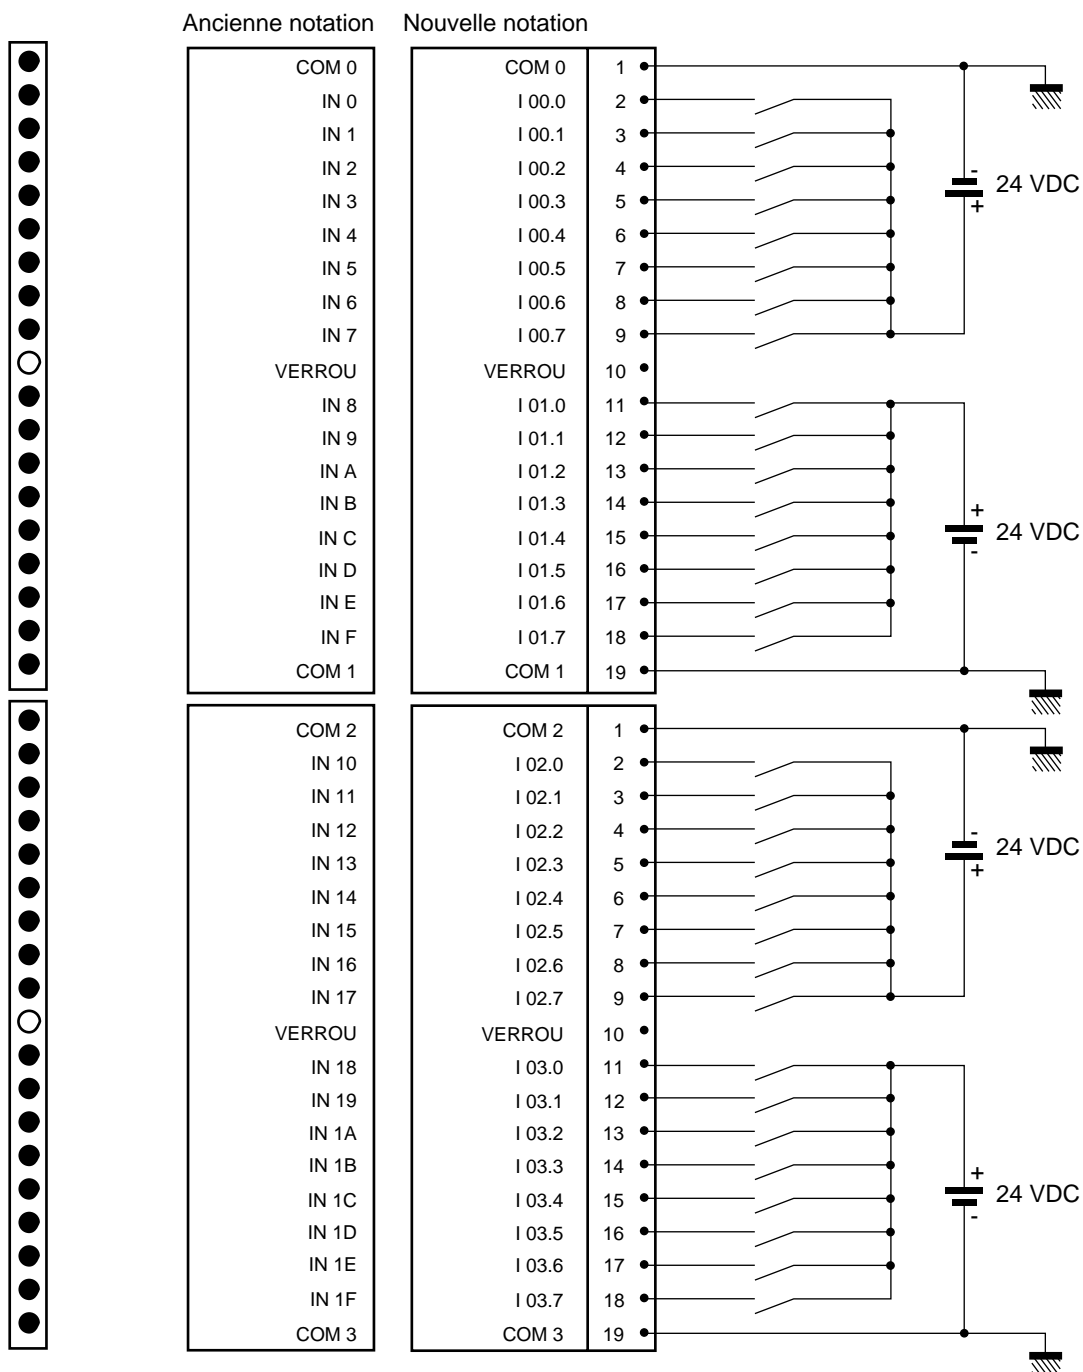 Ancienne notation Nouvelle notation
COM 0 COM 0 1
IN 0 I 00.0 2
IN 1 I 00.1 3
IN 2 I 00.2 4
- 24 VDC
IN 3 I 00.3 5
+
IN 4 I 00.4 6
IN 5 I 00.5 7
IN 6 I 00.6 8
IN 7 I 00.7 9
VERROU VERROU 10
IN 8 I 01.0 11
IN 9 I 01.1 12
IN A I 01.2 13
IN B I 01.3 14
+
IN C I 01.4 15 24 VDC
-
IN D I 01.5 16
IN E I 01.6 17
IN F I 01.7 18
COM 1 COM 1 19
COM 2 COM 2 1
IN 10 I 02.0 2
IN 11 I 02.1 3
IN 12 I 02.2 4
- 24 VDC
IN 13 I 02.3 5
+
IN 14 I 02.4 6
IN 15 I 02.5 7
IN 16 I 02.6 8
IN 17 I 02.7 9
VERROU VERROU 10
IN 18 I 03.0 11
IN 19 I 03.1 12
IN 1A I 03.2 13
IN 1B I 03.3 14
+
IN 1C I 03.4 15 24 VDC
-
IN 1D I 03.5 16
IN 1E I 03.6 17
IN 1F I 03.7 18
COM 3 COM 3 19